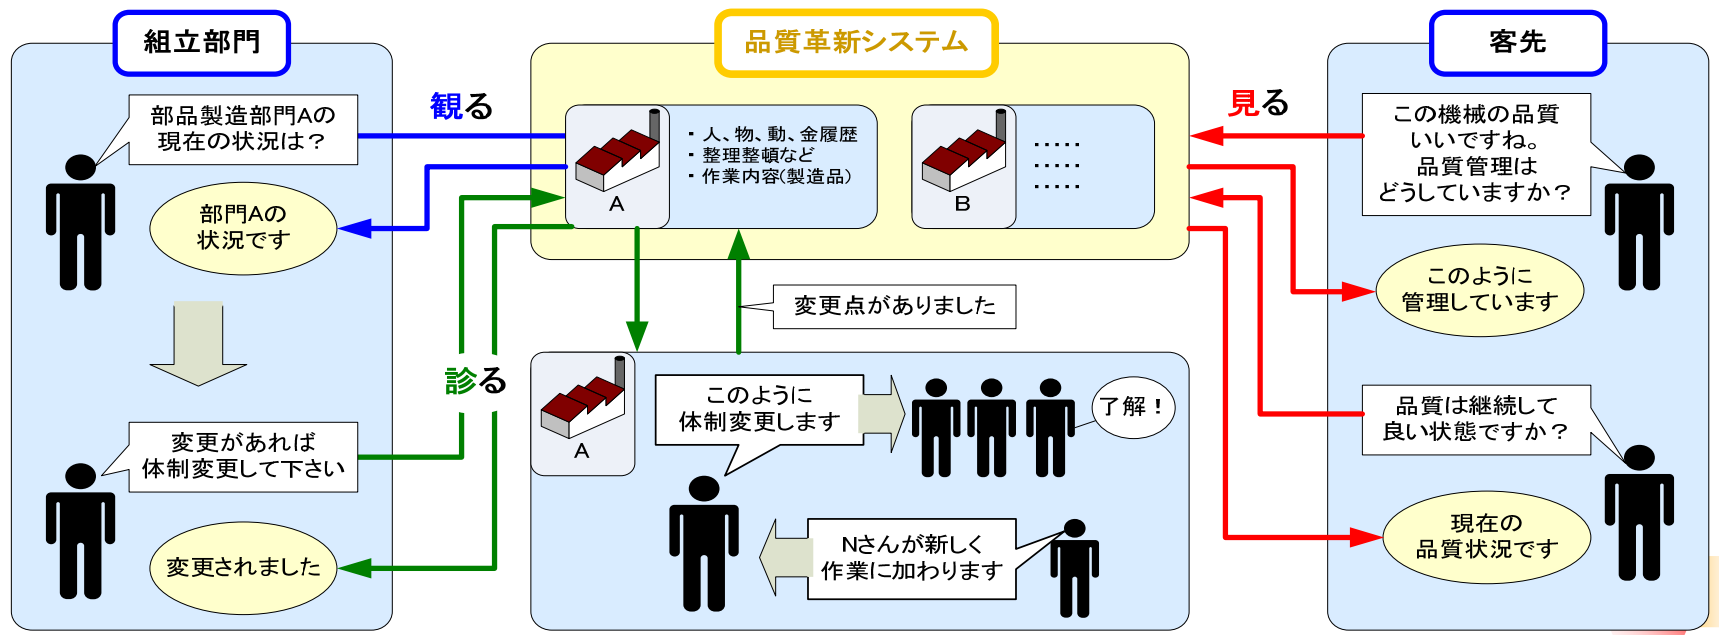 組立部門
部品製造部門Aの
現在の状況は？
部門Aの
状況です
変更があれば
体制変更して下さい
変更されました
観る
診る
品質革新システム
A
・人、物、動、金履歴
・整理整頓など
・作業内容(製造品)
B
・・・・・
・・・・・
・・・・・
変更点がありました
A
このように
体制変更します
了解！
Nさんが新しく
作業に加わります
見る
客先
この機械の品質
いいですね。
品質管理は
どうしていますか？
このように
管理しています
品質は継続して
良い状態ですか？
現在の
品質状況です